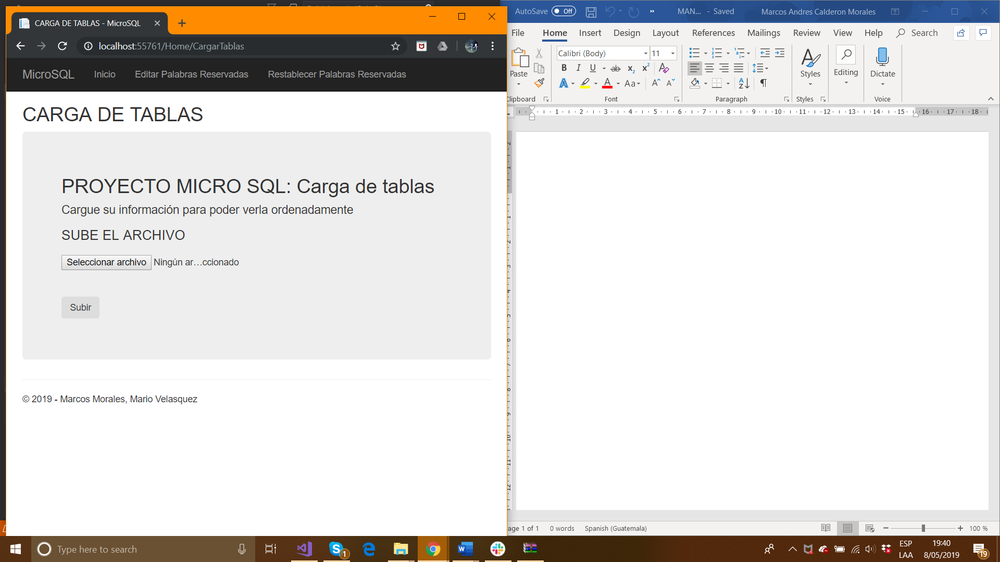 CARGA DE TABLAS - MicroSQL
localhost:55761/Home/CargarTablas
MicroSQL Inicio Editar Palabras Reservadas Restablecer Palabras Reservadas
CARGA DE TABLAS
PROYECTO MICRO SQL: Carga de tablas
Cargue su información para poder verla ordenadamente
SUBE EL ARCHIVO
Seleccionar archivo Ningún ar...ccionado
Subir
© 2019 - Marcos Morales, Mario Velasquez
AutoSave Off MAN... - Saved Marcos Andres Calderon Morales
File Home Insert Design Layout References Mailings Review View Help Search
Calibri (Body) 11
Paste
Styles
Editing
Dictate
Clipboard Font Paragraph Styles Voice
1 2 3 4 5 6 7 8 9 10 11 12 13 14 15 16 17 18
age 1 of 1 0 words Spanish (Guatemala) 100 %
Type here to search
1
ESP
LAA
19:40
8/05/2019
19